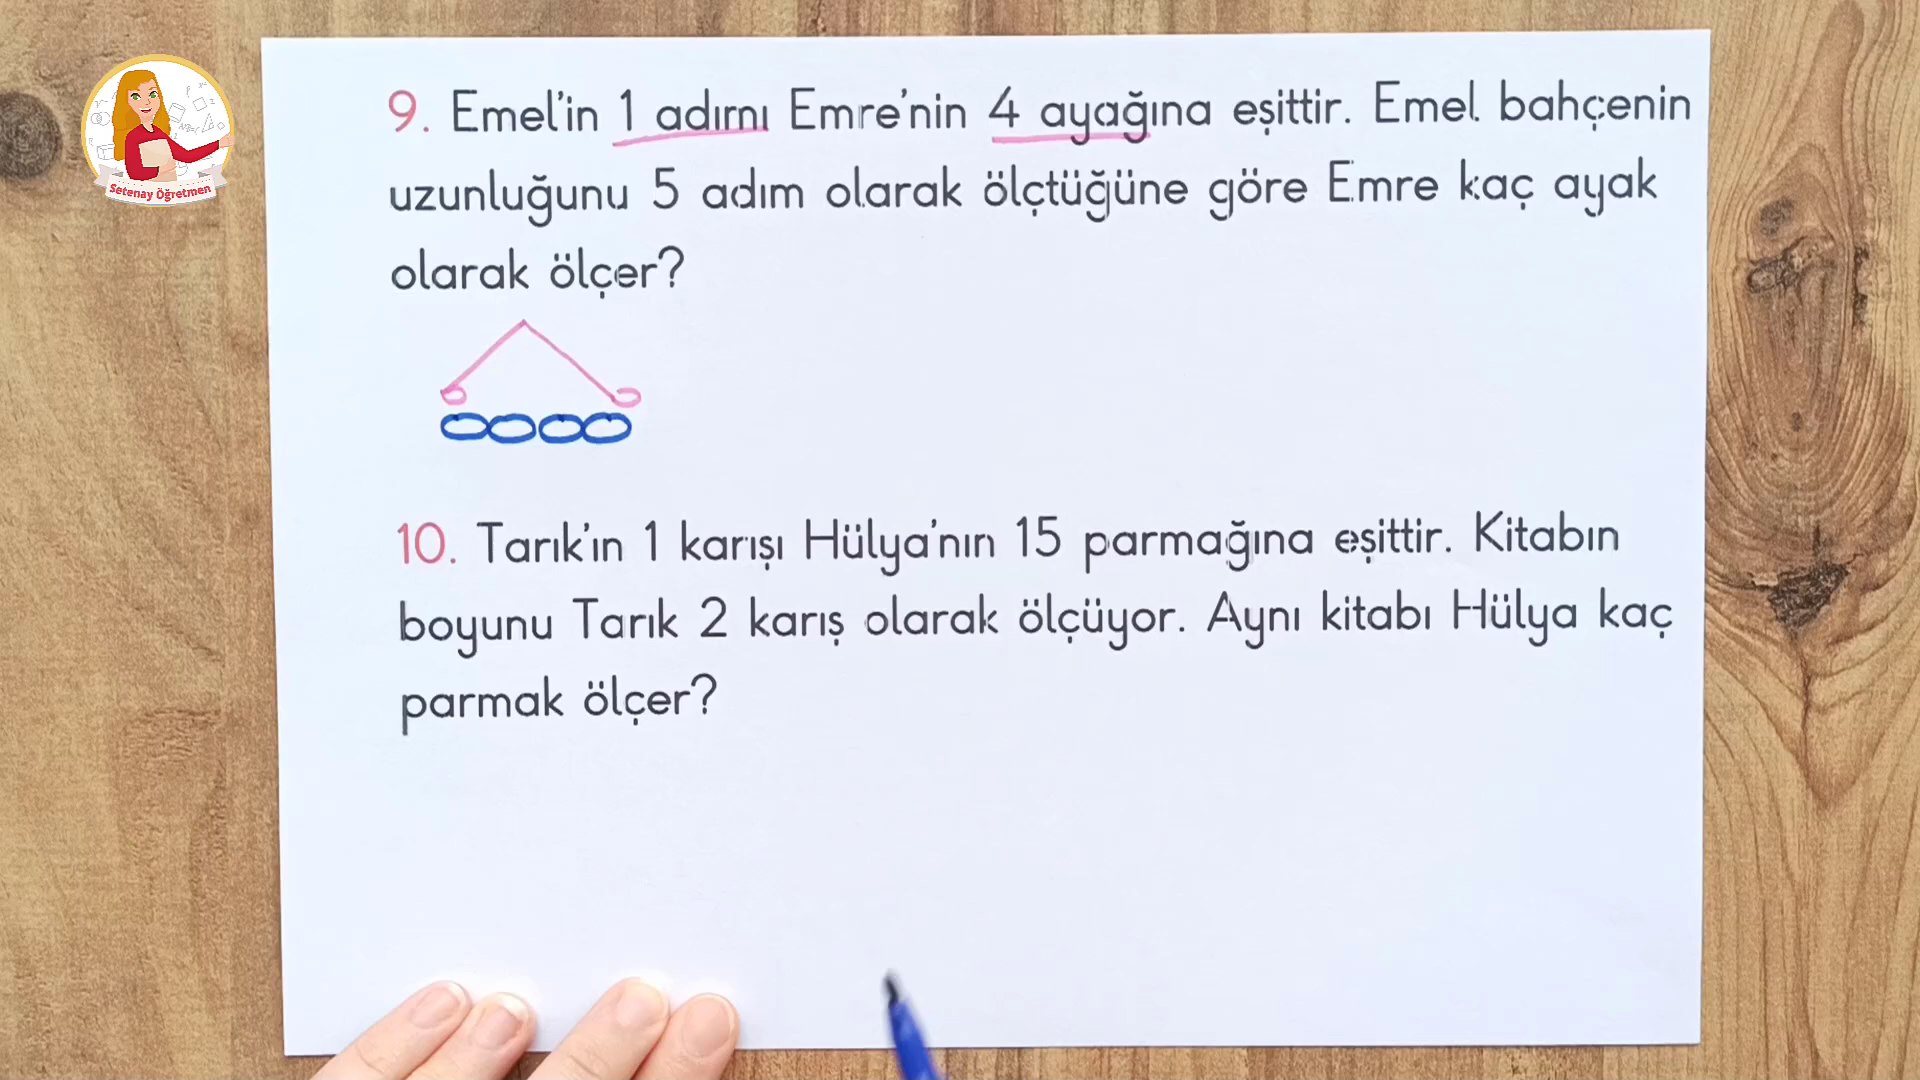 Setenay Öğretmen
9. Emel'in 1 adımı Emre'nin 4 ayağına eşittir. Emel bahçenin
uzunluğunu 5 adım olarak ölçtüğüne göre Emre kaç ayak
olarak ölçer?
10. Tarık'ın 1 karışı Hülya'nın 15 parmağına eşittir. Kitabın
boyunu Tarık 2 karış olarak ölçüyor. Aynı kitabı Hülya kaç
parmak ölçer?